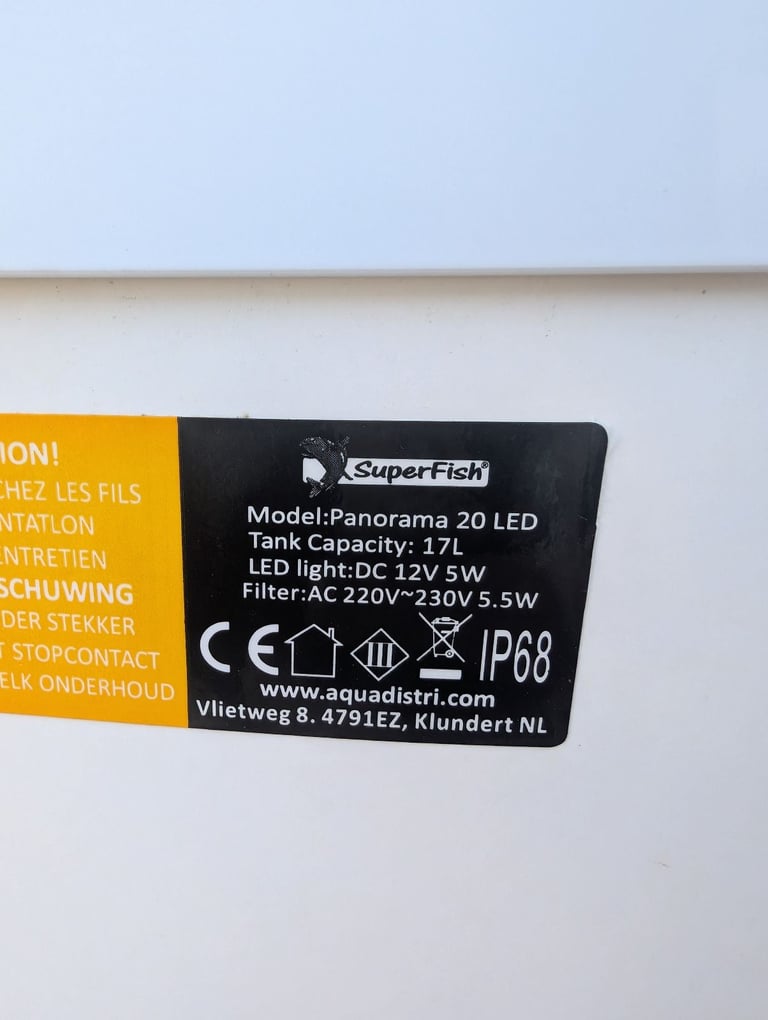 ION!
CHEZ LES FILS
NTATLON
ENTRETIEN
SCHUWING
DER STEKKER
T STOPCONTACT
ELK ONDERHOUD
SuperFish®
Model:Panorama 20 LED
Tank Capacity: 17L
LED light:DC 12V 5W
Filter:AC 220V~230V 5.5W
CE III IP68
www.aquadistri.com
Vlietweg 8. 4791EZ, Klundert NL